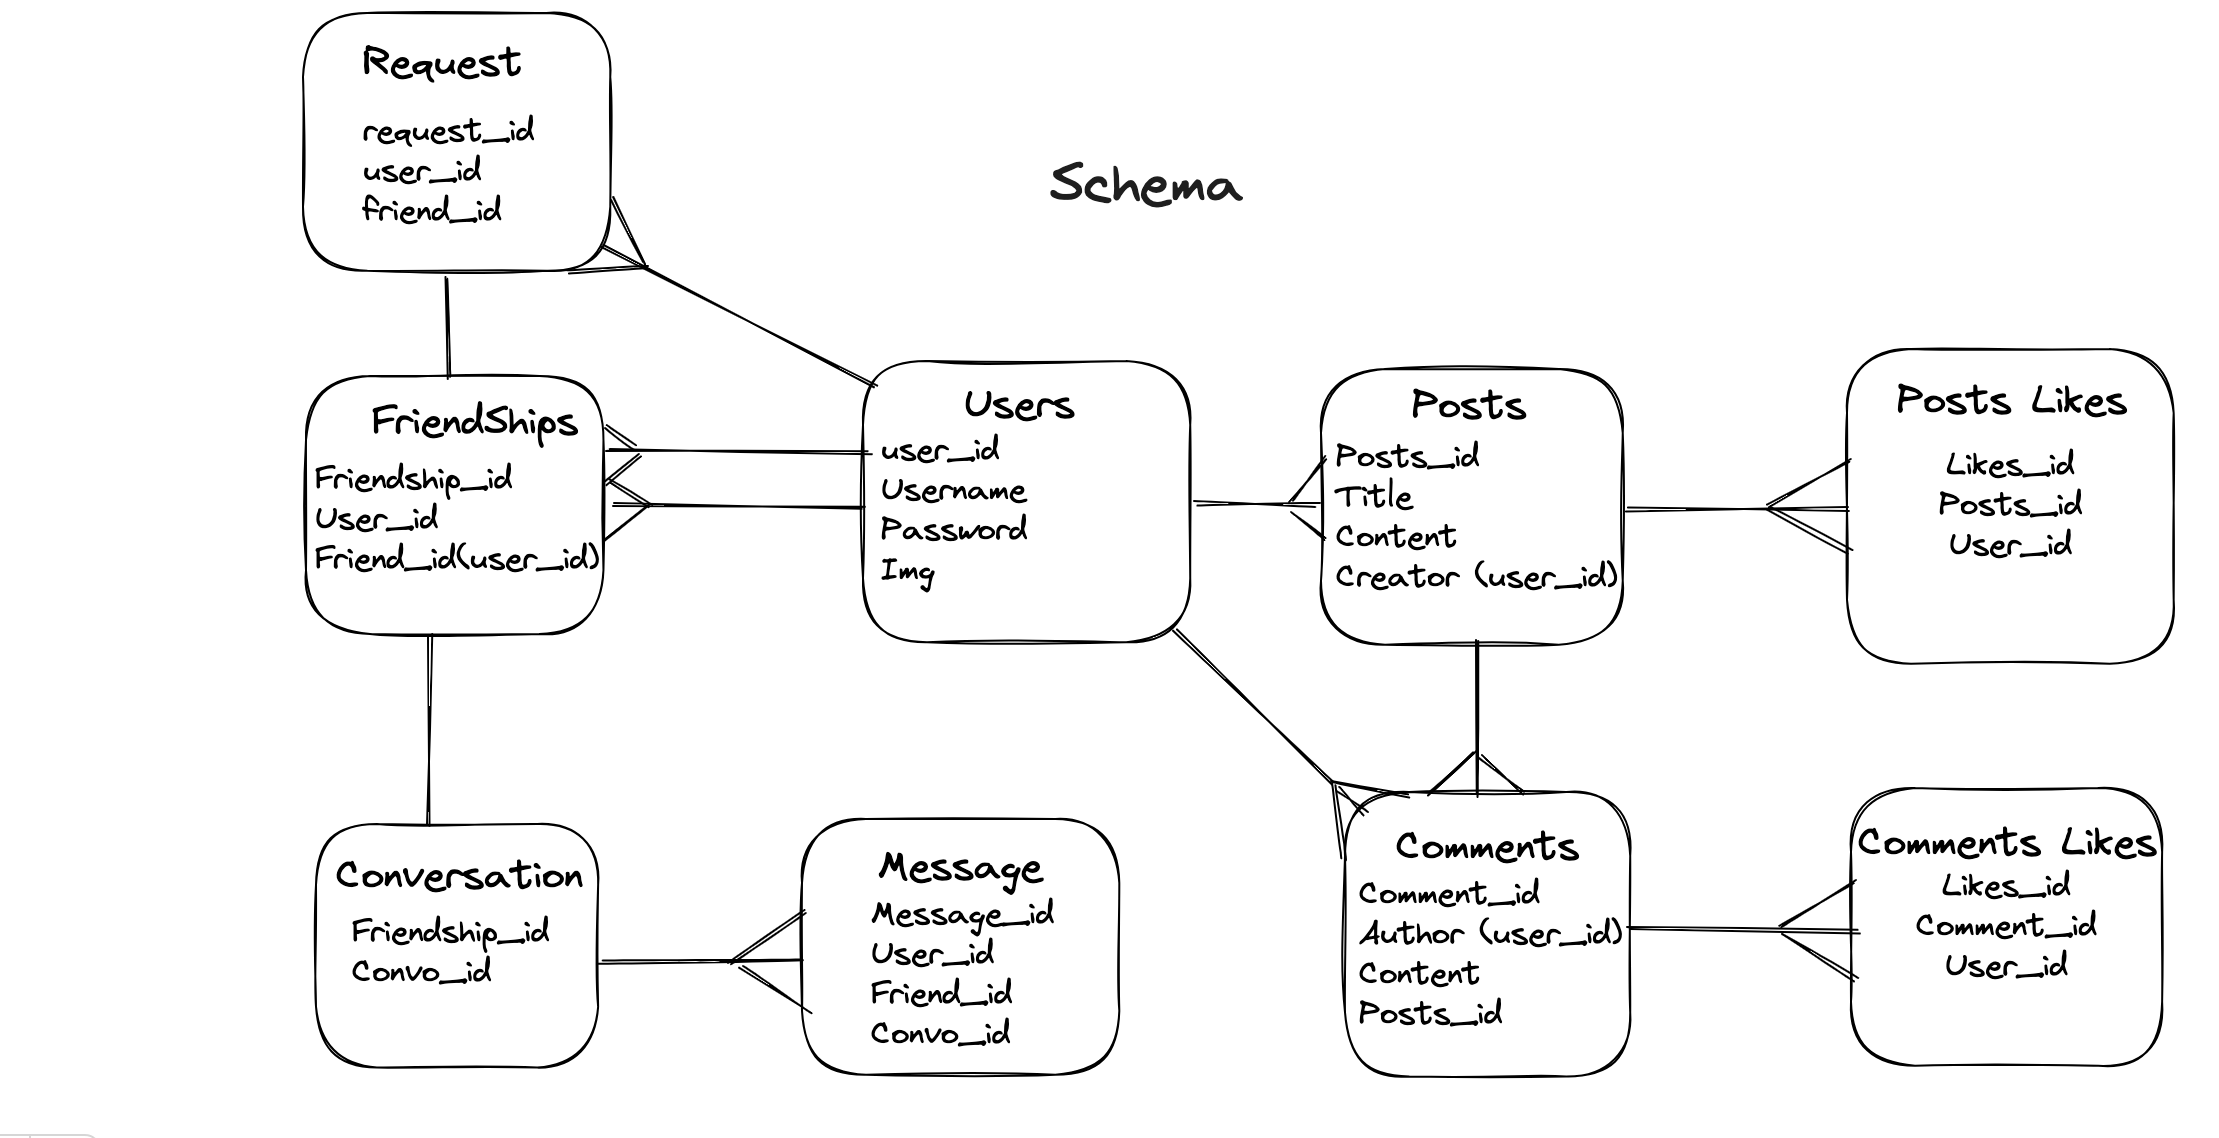 Schema
Request
request_id
user_id
friend_id
FriendShips
Friendship_id
User_id
Friend_id(user_id)
Users
user_id
Username
Password
Img
Posts
Posts_id
Title
Content
Creator (user_id)
Posts Likes
Likes_id
Posts_id
User_id
Conversation
Friendship_id
Convo_id
Message
Message_id
User_id
Friend_id
Convo_id
Comments
Comment_id
Author (user_id)
Content
Posts_id
Comments Likes
Likes_id
Comment_id
User_id